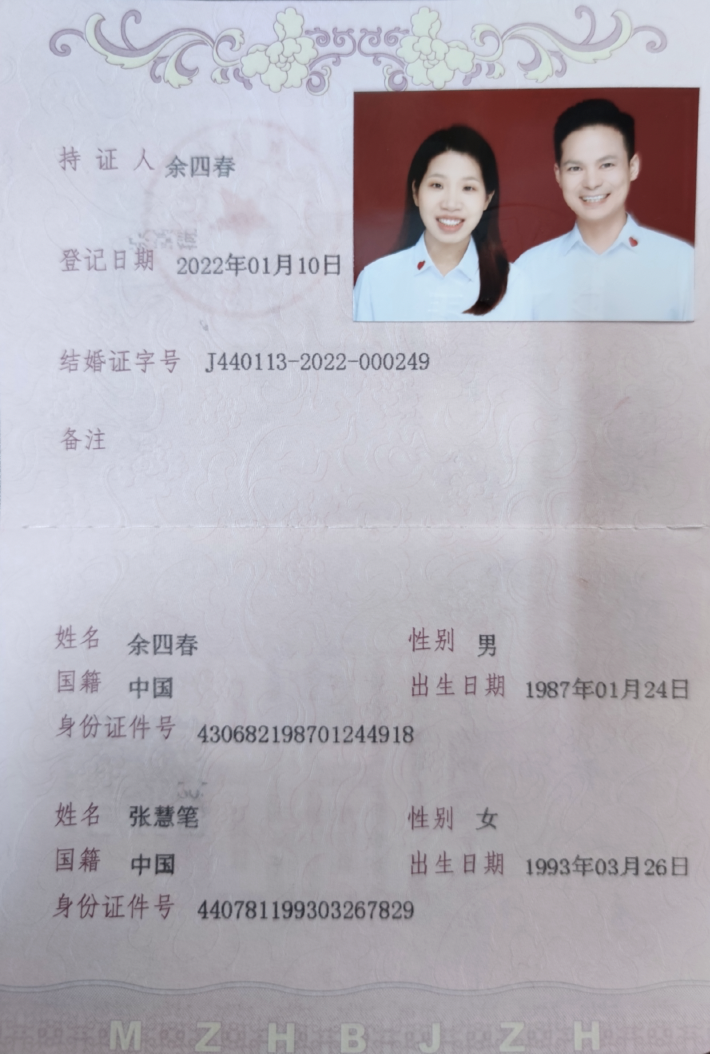 持证人 余四春
登记日期 2022年01月10日
结婚证字号 J440113-2022-000249
备注
姓名 余四春 性别 男
国籍 中国 出生日期 1987年01月24日
身份证件号 430682198701244918
姓名 张慧笔 性别 女
国籍 中国 出生日期 1993年03月26日
身份证件号 440781199303267829
MZHBJZH